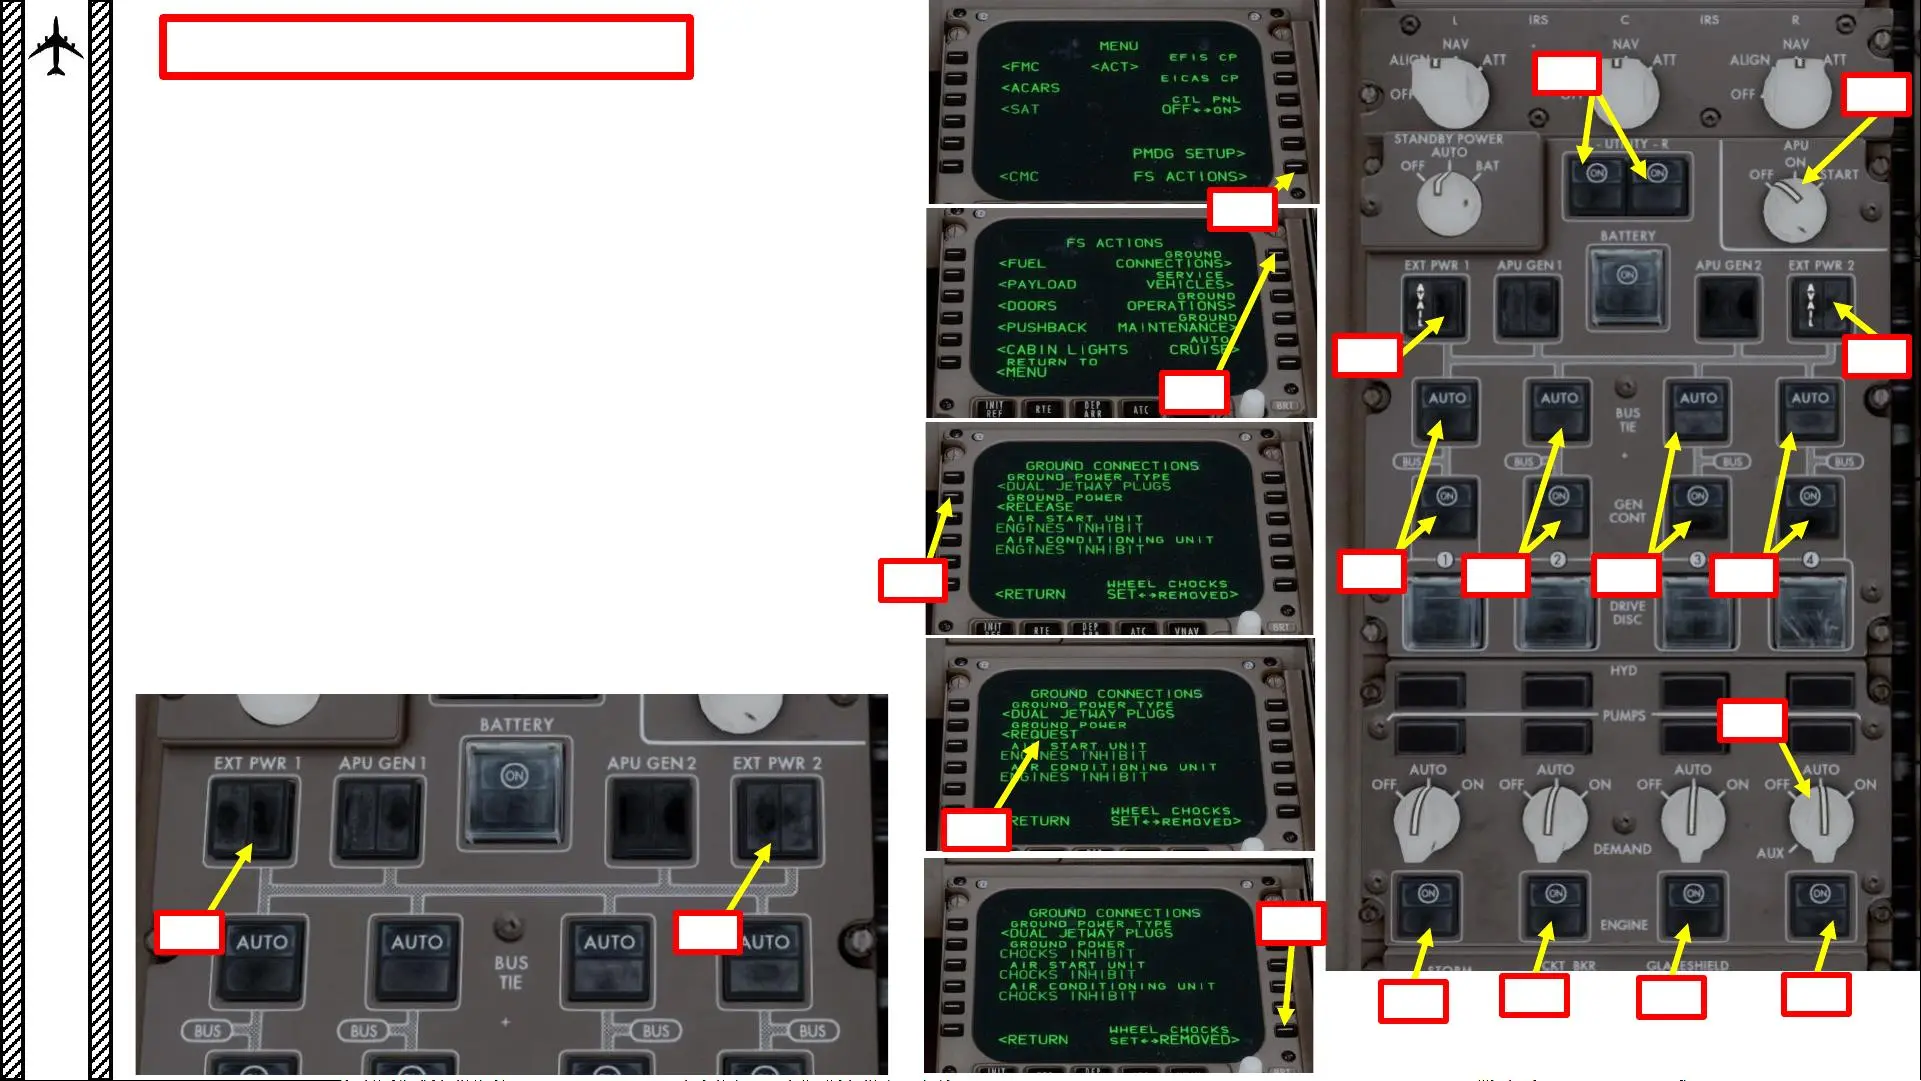 MENU
<FMC <ACT> EFIS CP
EICAS CP
<ACARS
CTL PNL
<SAT OFF←→ON>
PMDG SETUP>
<CMC FS ACTIONS>
FS ACTIONS
GROUND
<FUEL CONNECTIONS>
SERVICE
<PAYLOAD VEHICLES>
GROUND
<DOORS OPERATIONS>
GROUND
<PUSHBACK MAINTENANCE>
AUTO
<CABIN LIGHTS CRUISE>
RETURN TO
<MENU
INIT REF
RTE
DEP ARR
ATC
BRT
GROUND CONNECTIONS
GROUND POWER TYPE
<DUAL JETWAY PLUGS
GROUND POWER
<RELEASE
AIR START UNIT
ENGINES INHIBIT
AIR CONDITIONING UNIT
ENGINES INHIBIT
WHEEL CHOCKS
<RETURN SET←→REMOVED>
INIT REF
RTE
DEP ARR
ATC
VNAV
BRT
GROUND CONNECTIONS
GROUND POWER TYPE
<DUAL JETWAY PLUGS
GROUND POWER
<REQUEST
AIR START UNIT
ENGINES INHIBIT
AIR CONDITIONING UNIT
ENGINES INHIBIT
WHEEL CHOCKS
RETURN SET←→REMOVED>
GROUND CONNECTIONS
GROUND POWER TYPE
<DUAL JETWAY PLUGS
GROUND POWER
CHOCKS INHIBIT
AIR START UNIT
CHOCKS INHIBIT
AIR CONDITIONING UNIT
CHOCKS INHIBIT
WHEEL CHOCKS
<RETURN SET←→REMOVED>
L IRS C IRS R
NAV NAV NAV
ALIGN ATT ATT ALIGN ATT
OFF OFF OFF
STANDBY POWER
AUTO
OFF BAT
- UTILITY - R
ON ON
APU
ON
OFF START
BATTERY
ON
EXT PWR 1 APU GEN 1 APU GEN 2 EXT PWR 2
AVAIL AVAIL
AUTO AUTO AUTO AUTO
BUS
TIE
BUS BUS BUS BUS
ON ON ON ON
GEN
CONT
1 2 3 4
DRIVE
DISC
HYD
PUMPS
AUTO AUTO AUTO AUTO
OFF ON OFF ON OFF ON OFF ON
DEMAND AUX
ON ON ON ON
ENGINE
STORM CKT BKR GLARESHIELD
BATTERY
ON
EXT PWR 1 APU GEN 1 APU GEN 2 EXT PWR 2
AUTO AUTO AUTO AUTO
BUS
TIE
BUS BUS BUS BUS
ON ON ON ON